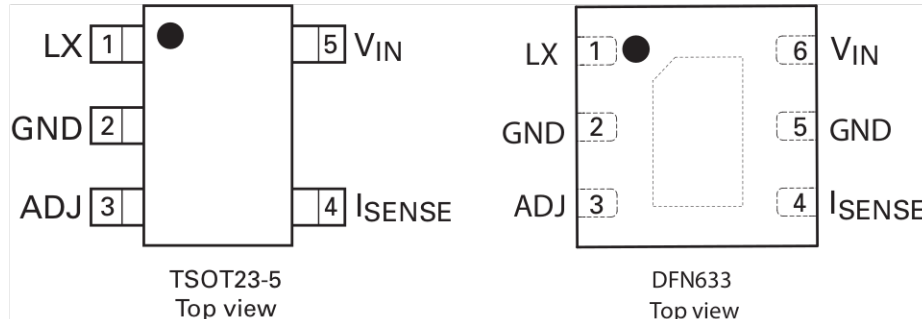 LX 1 5 VIN
GND 2
ADJ 3 4 ISENSE
TSOT23-5
Top view
LX 1 6 VIN
GND 2 5 GND
ADJ 3 4 ISENSE
DFN633
Top view